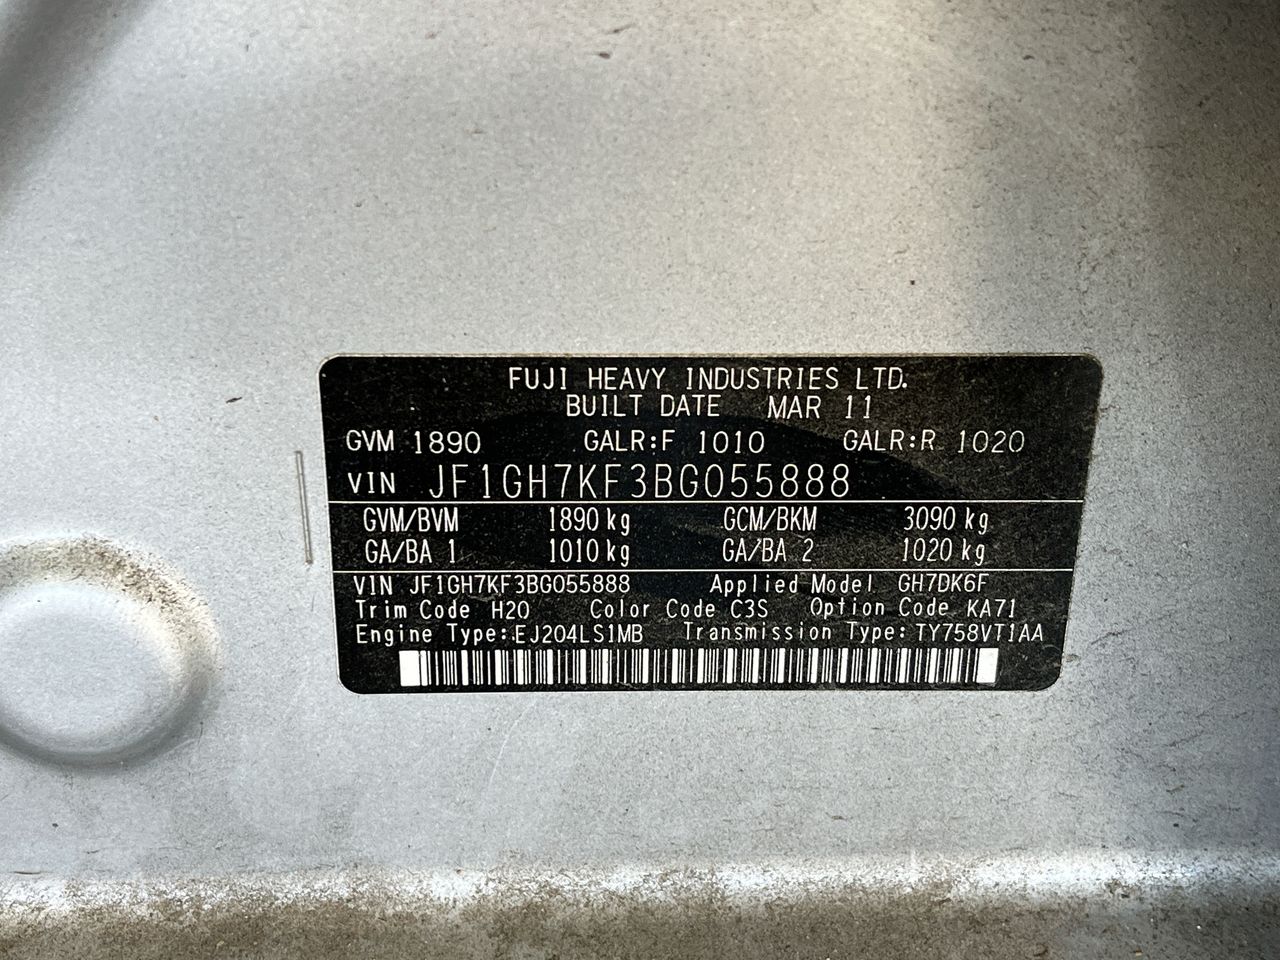 FUJI HEAVY INDUSTRIES LTD.
BUILT DATE MAR 11
GVM 1890 GALR:F 1010 GALR:R 1020
VIN JF1GH7KF3BG055888
GVM/BVM 1890 kg GCM/BKM 3090 kg
GA/BA 1 1010 kg GA/BA 2 1020 kg
VIN JF1GH7KF3BG055888 Applied Model GH7DK6F
Trim Code H20 Color Code C3S Option Code KA71
Engine Type:EJ204LS1MB Transmission Type:TY758VT1AA